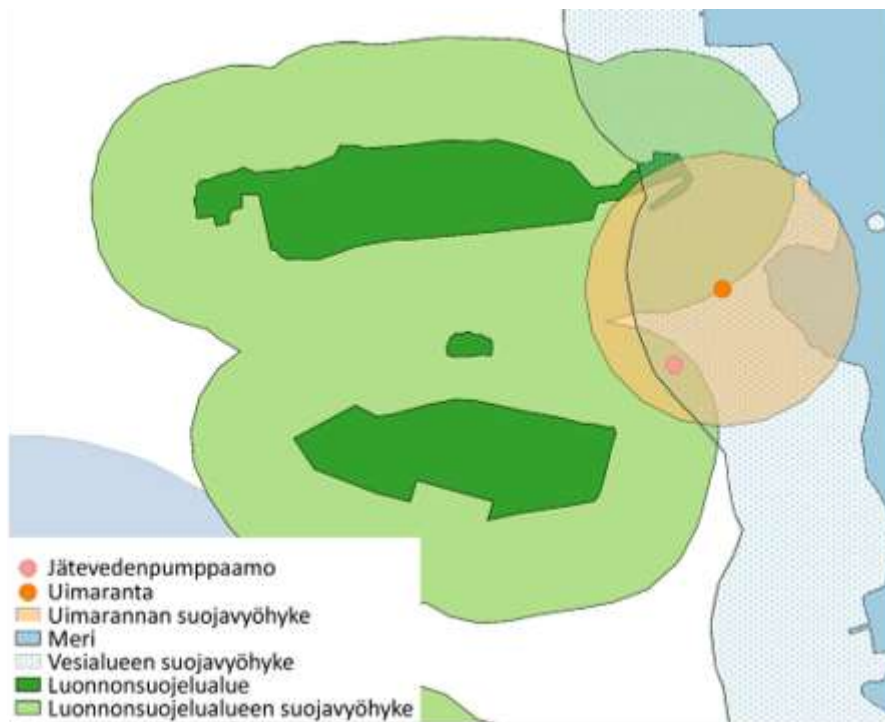 Jätevedenpumppaamo
Uimaranta
Uimarannan suojavyöhyke
Meri
Vesialueen suojavyöhyke
Luonnonsuojelualue
Luonnonsuojelualueen suojavyöhyke